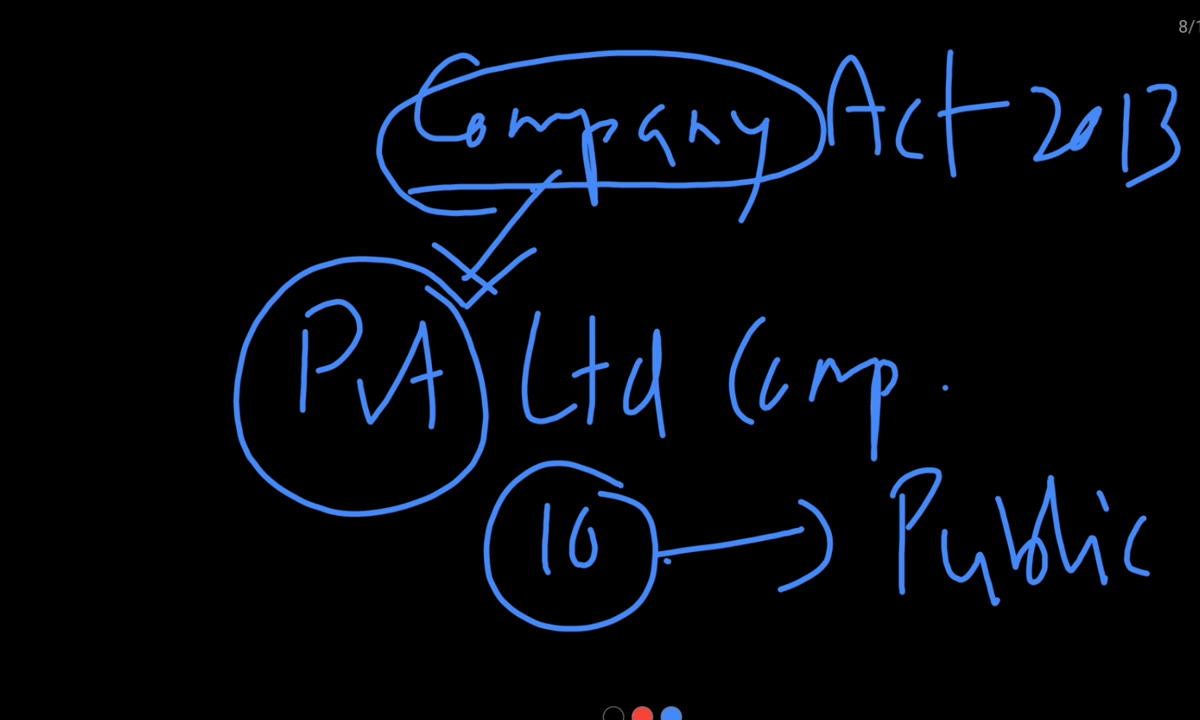 Company Act 2013
Pvt Ltd Comp.
10 → Public